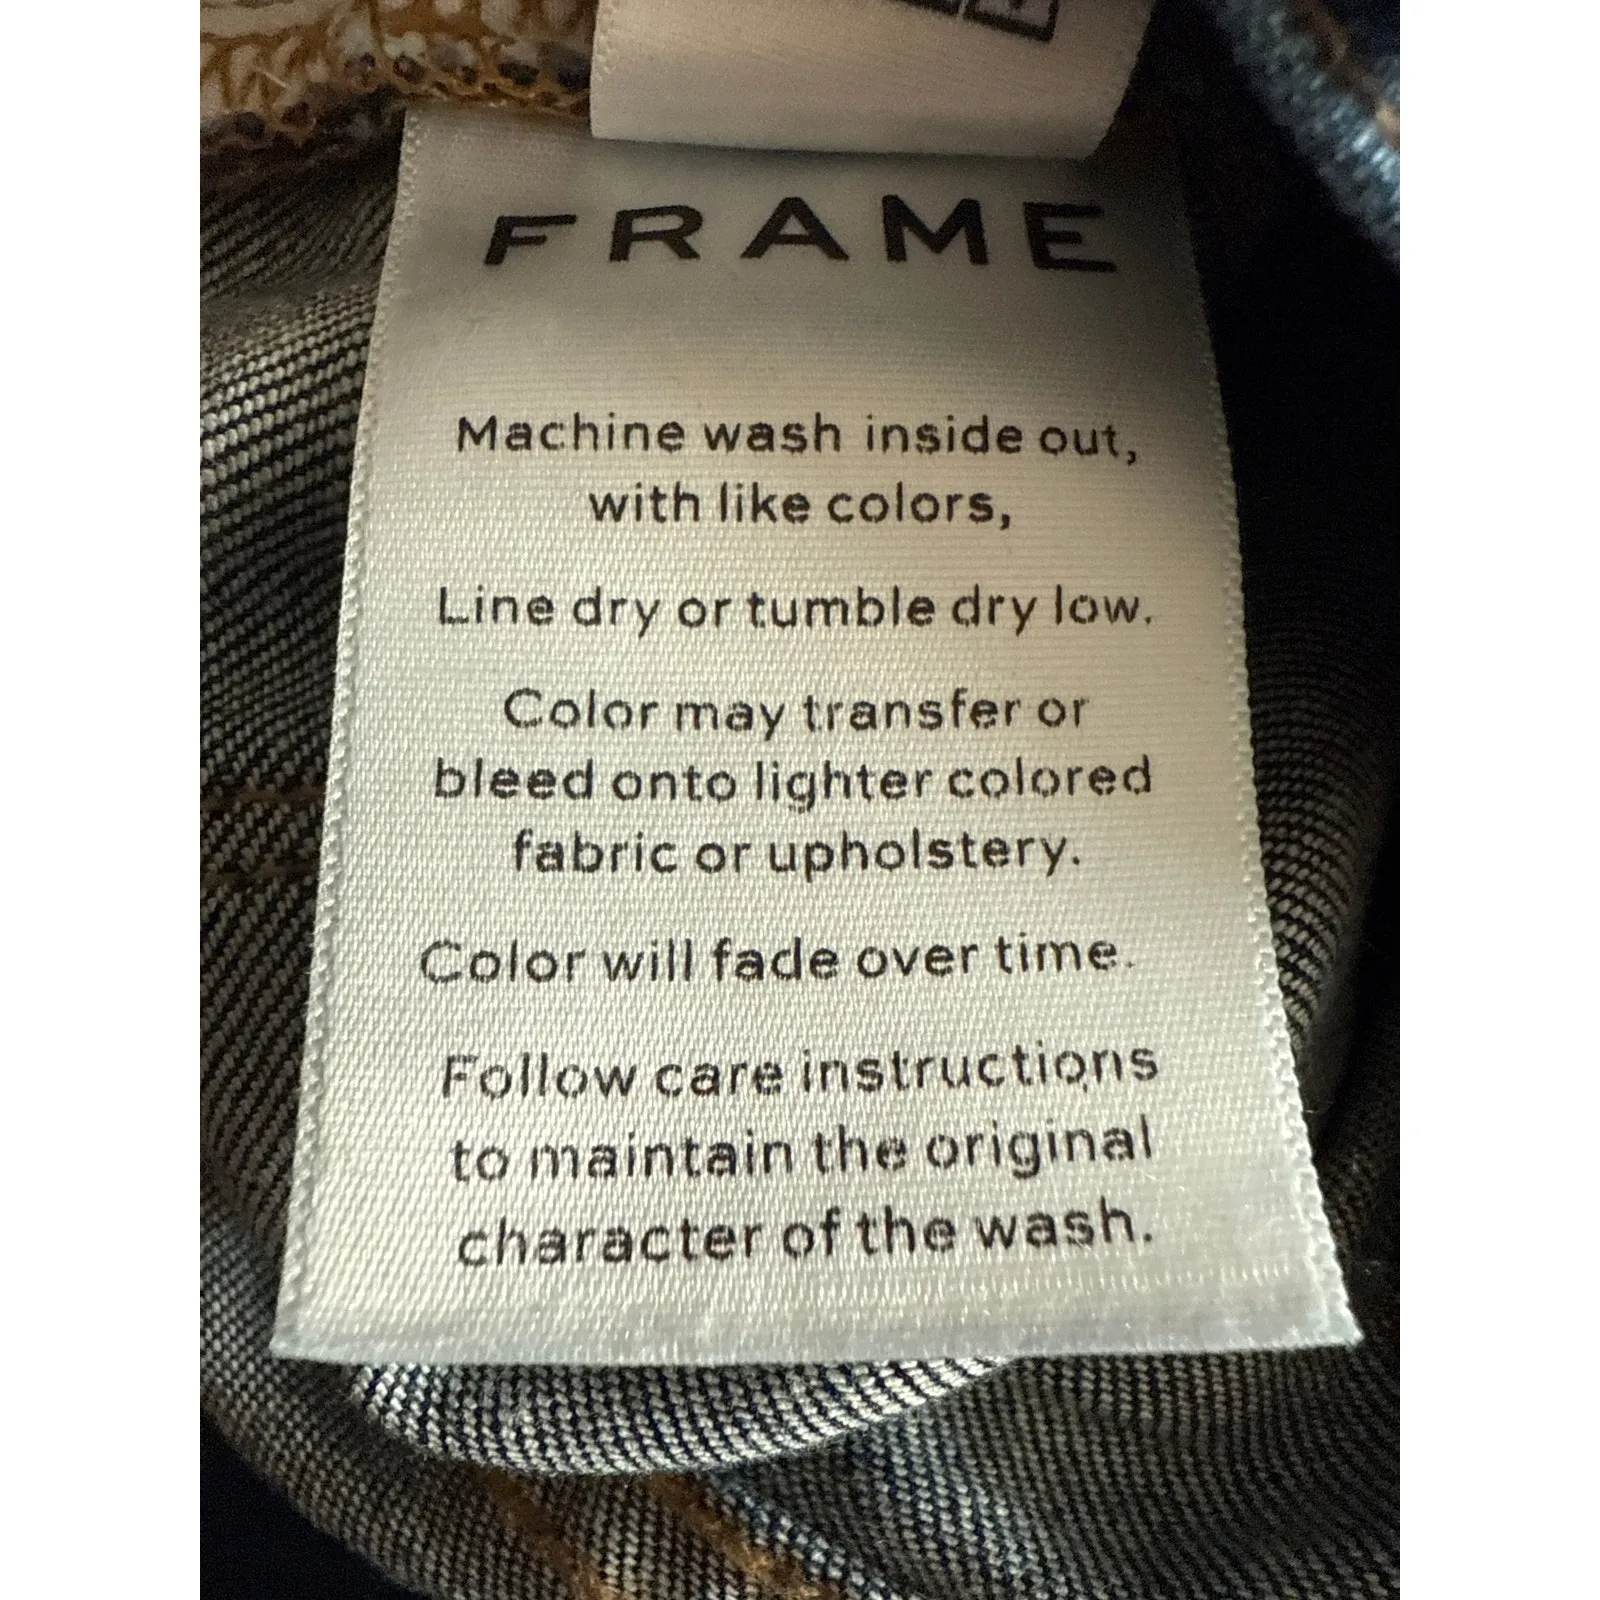 FRAME
Machine wash inside out,
with like colors,
Line dry or tumble dry low.
Color may transfer or
bleed onto lighter colored
fabric or upholstery.
Color will fade over time.
Follow care instructions
to maintain the original
character of the wash.